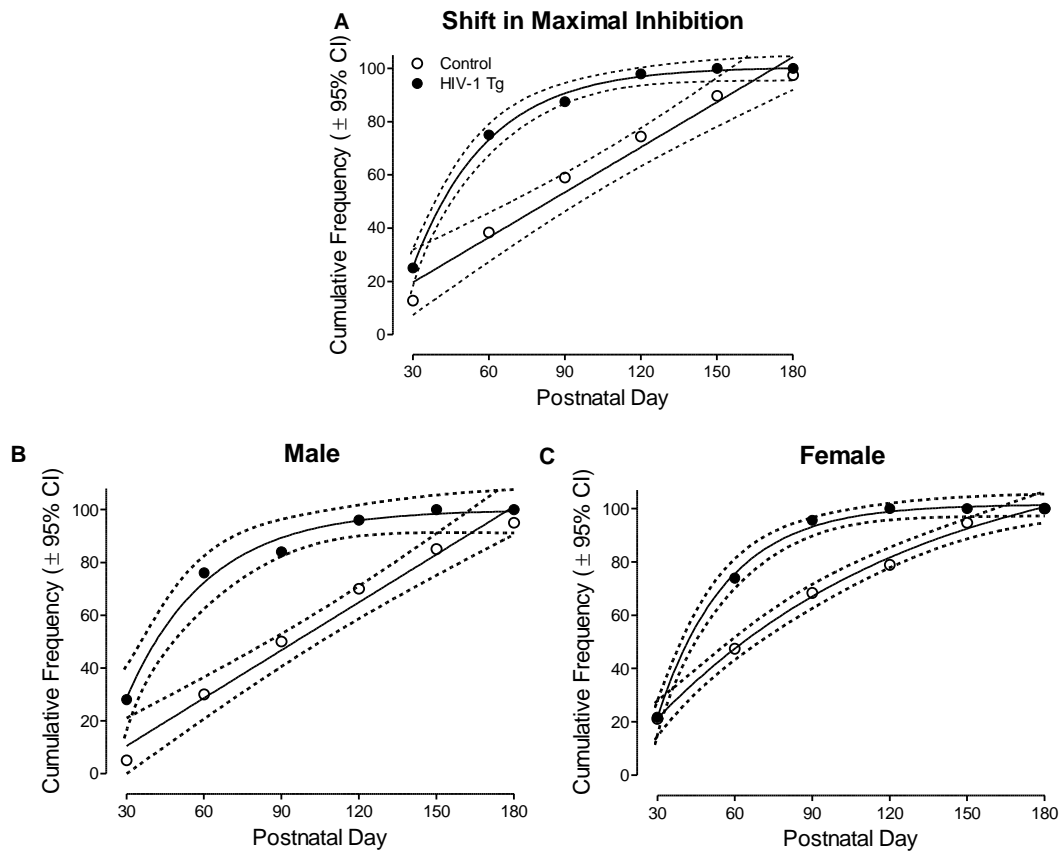 A
Shift in Maximal Inhibition
Control
HIV-1 Tg
Cumulative Frequency ( ± 95% CI)
100
80
60
40
20
0
30 60 90 120 150 180
Postnatal Day
B
Male
Cumulative Frequency ( ± 95% CI)
100
80
60
40
20
0
30 60 90 120 150 180
Postnatal Day
C
Female
Cumulative Frequency ( ± 95% CI)
100
80
60
40
20
0
30 60 90 120 150 180
Postnatal Day